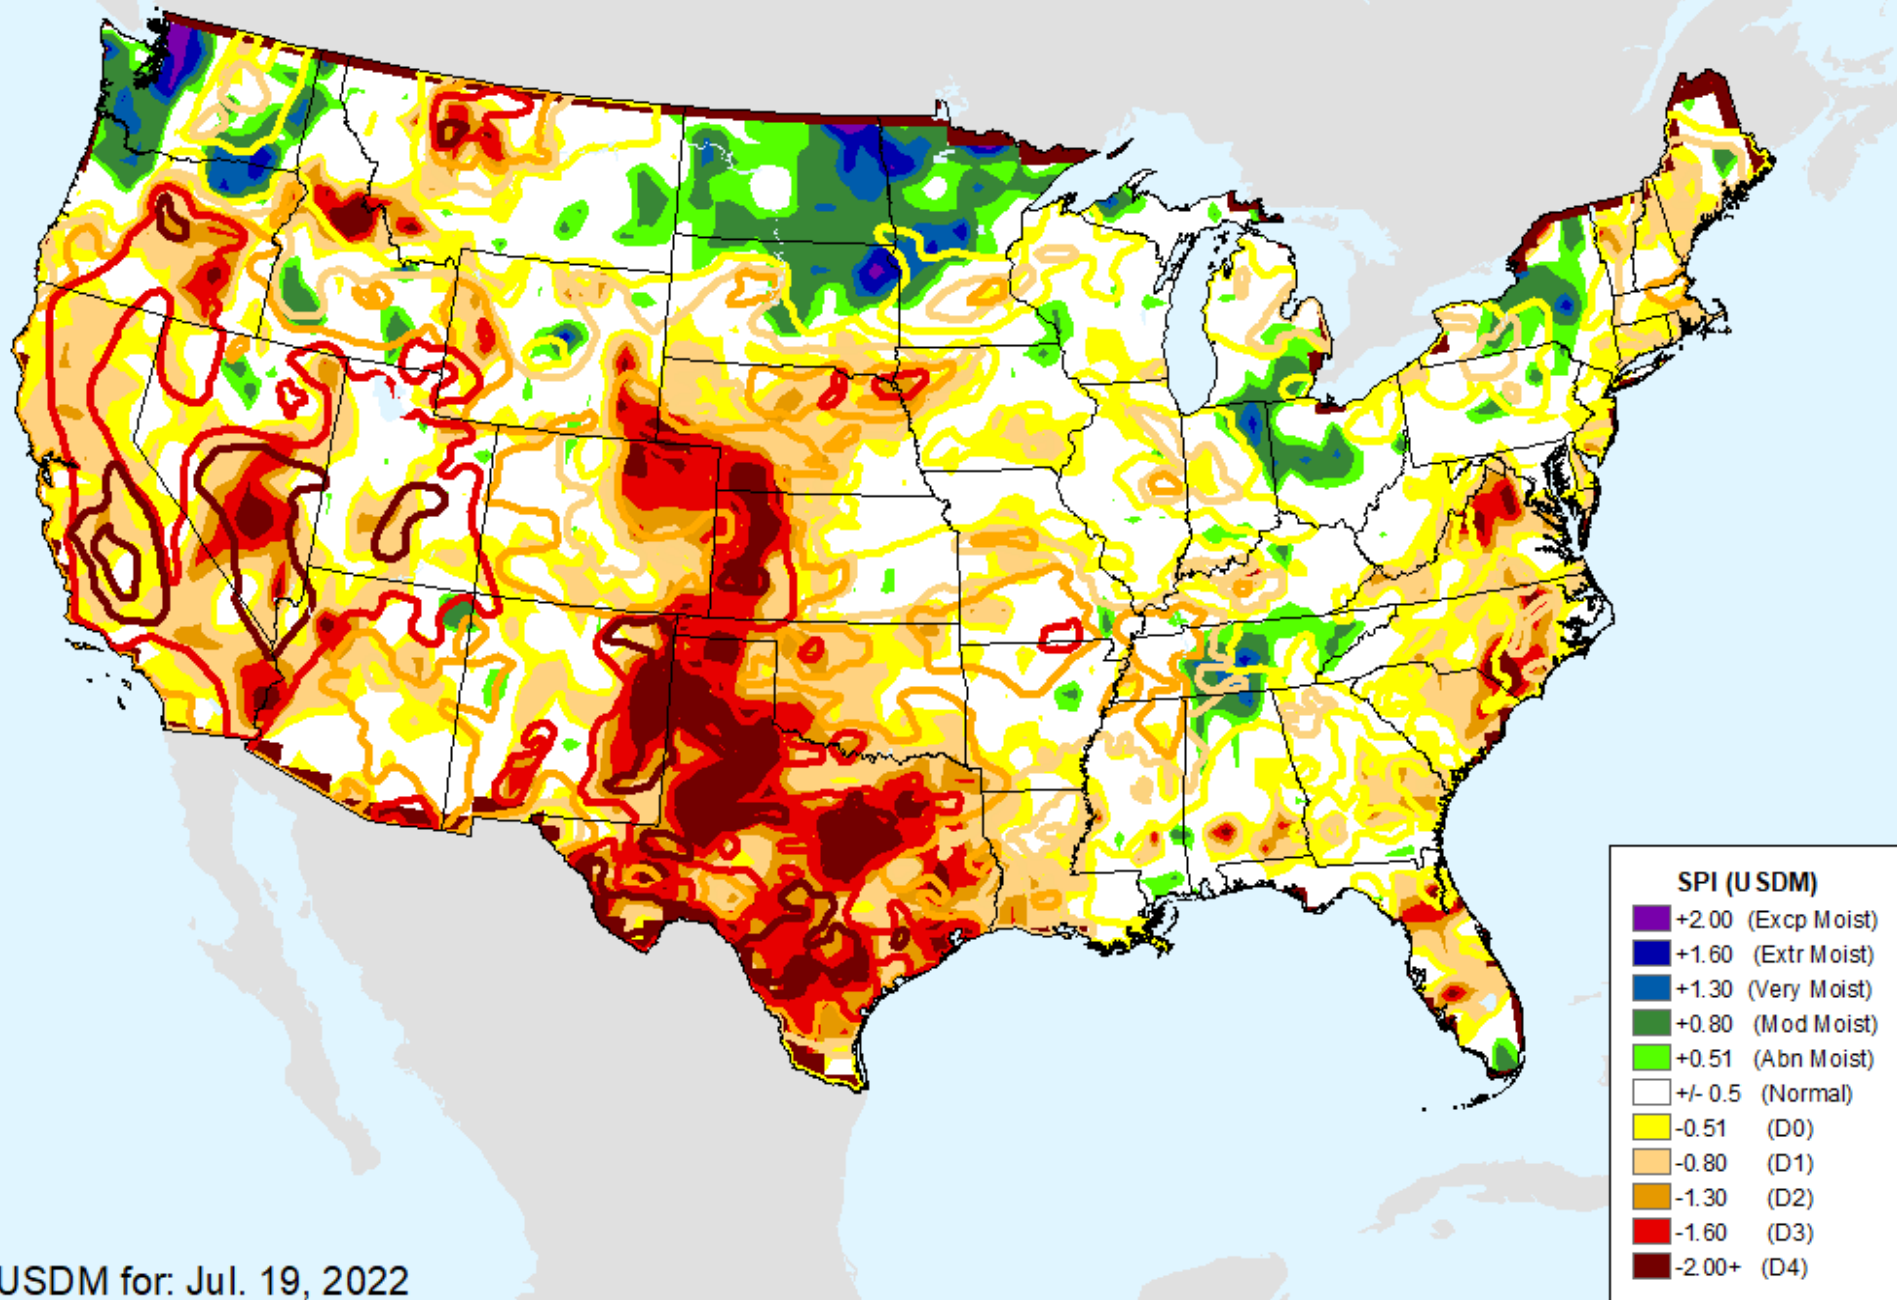 SPI (USDM)
+2.00 (Excp Moist)
+1.60 (Extr Moist)
+1.30 (Very Moist)
+0.80 (Mod Moist)
+0.51 (Abn Moist)
+/- 0.5 (Normal)
-0.51 (D0)
-0.80 (D1)
-1.30 (D2)
-1.60 (D3)
-2.00+ (D4)
USDM for: Jul. 19, 2022